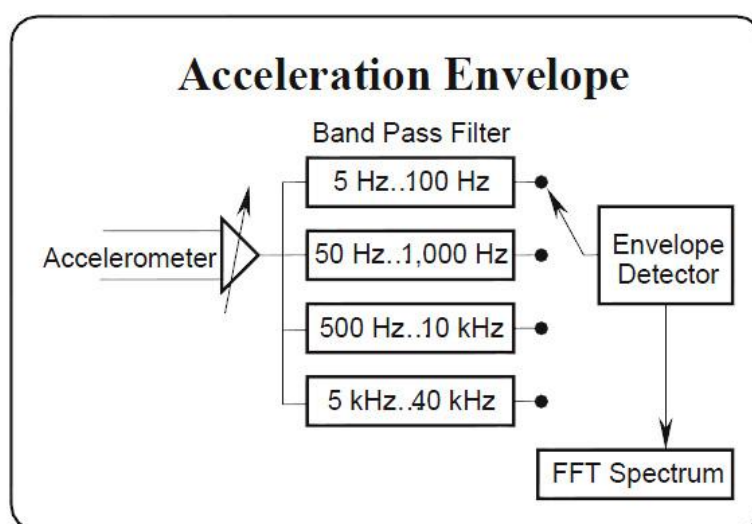 Acceleration Envelope
Band Pass Filter
5 Hz..100 Hz
Accelerometer
50 Hz..1,000 Hz
500 Hz..10 kHz
5 kHz..40 kHz
Envelope
Detector
FFT Spectrum